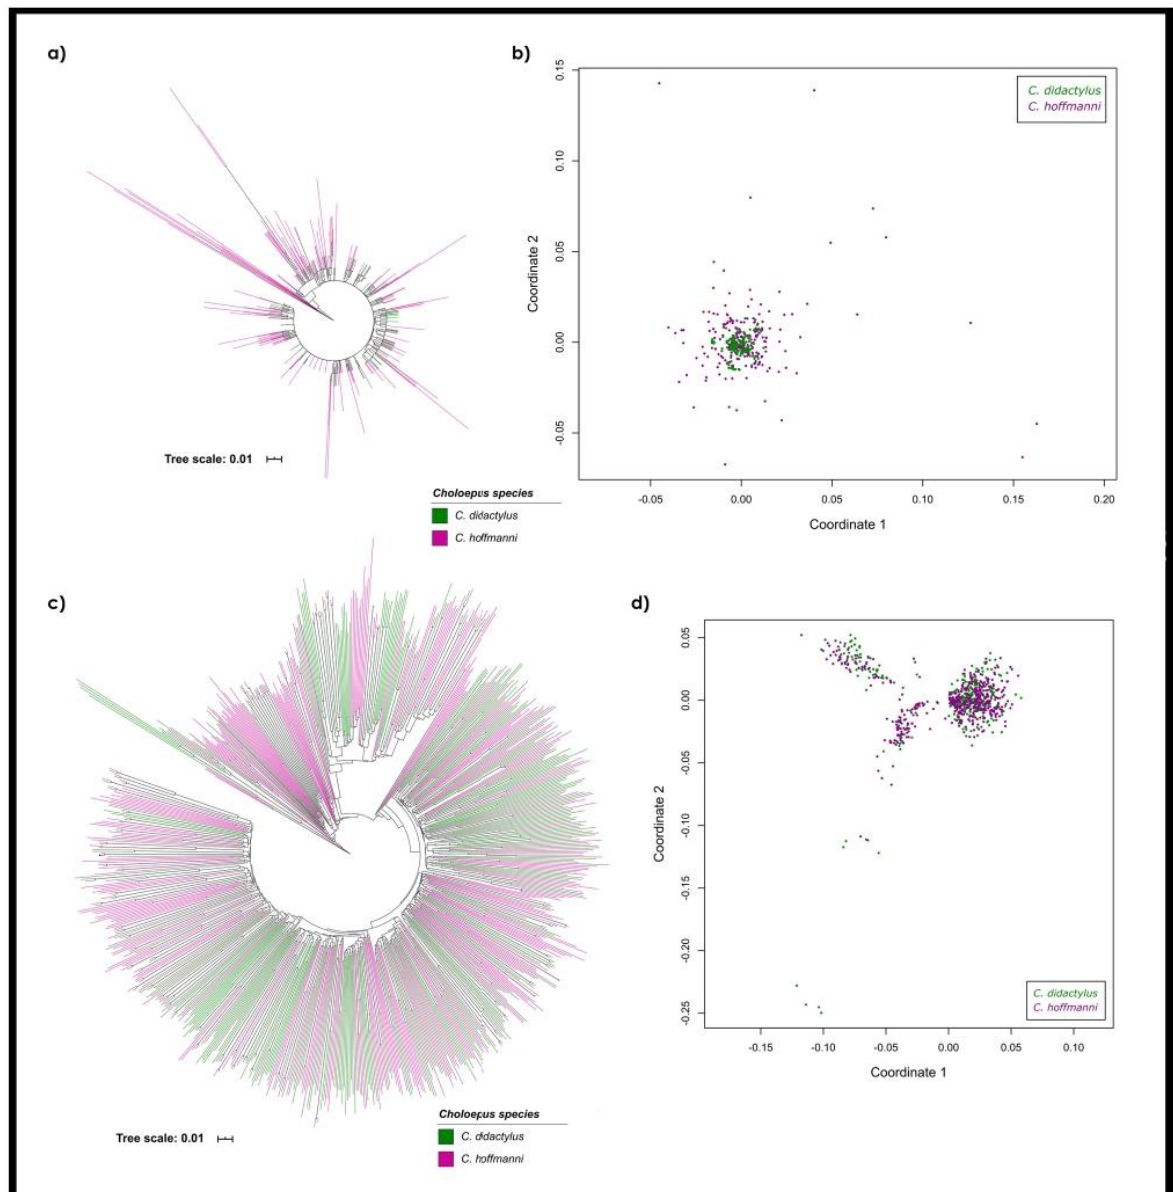 a)
b)
C. didactylus
C. hoffmanni
0.15
0.10
0.05
0.00
-0.05
Coordinate 2
-0.05
0.00
0.05
0.10
0.15
0.20
Coordinate 1
Tree scale: 0.01
Choloepus species
C. didactylus
C. hoffmanni
c)
d)
0.05
0.00
-0.05
-0.10
-0.15
-0.20
-0.25
Coordinate 2
C. didactylus
C. hoffmanni
-0.15
-0.10
-0.05
0.00
0.05
0.10
Coordinate 1
Tree scale: 0.01
Choloepus species
C. didactylus
C. hoffmanni